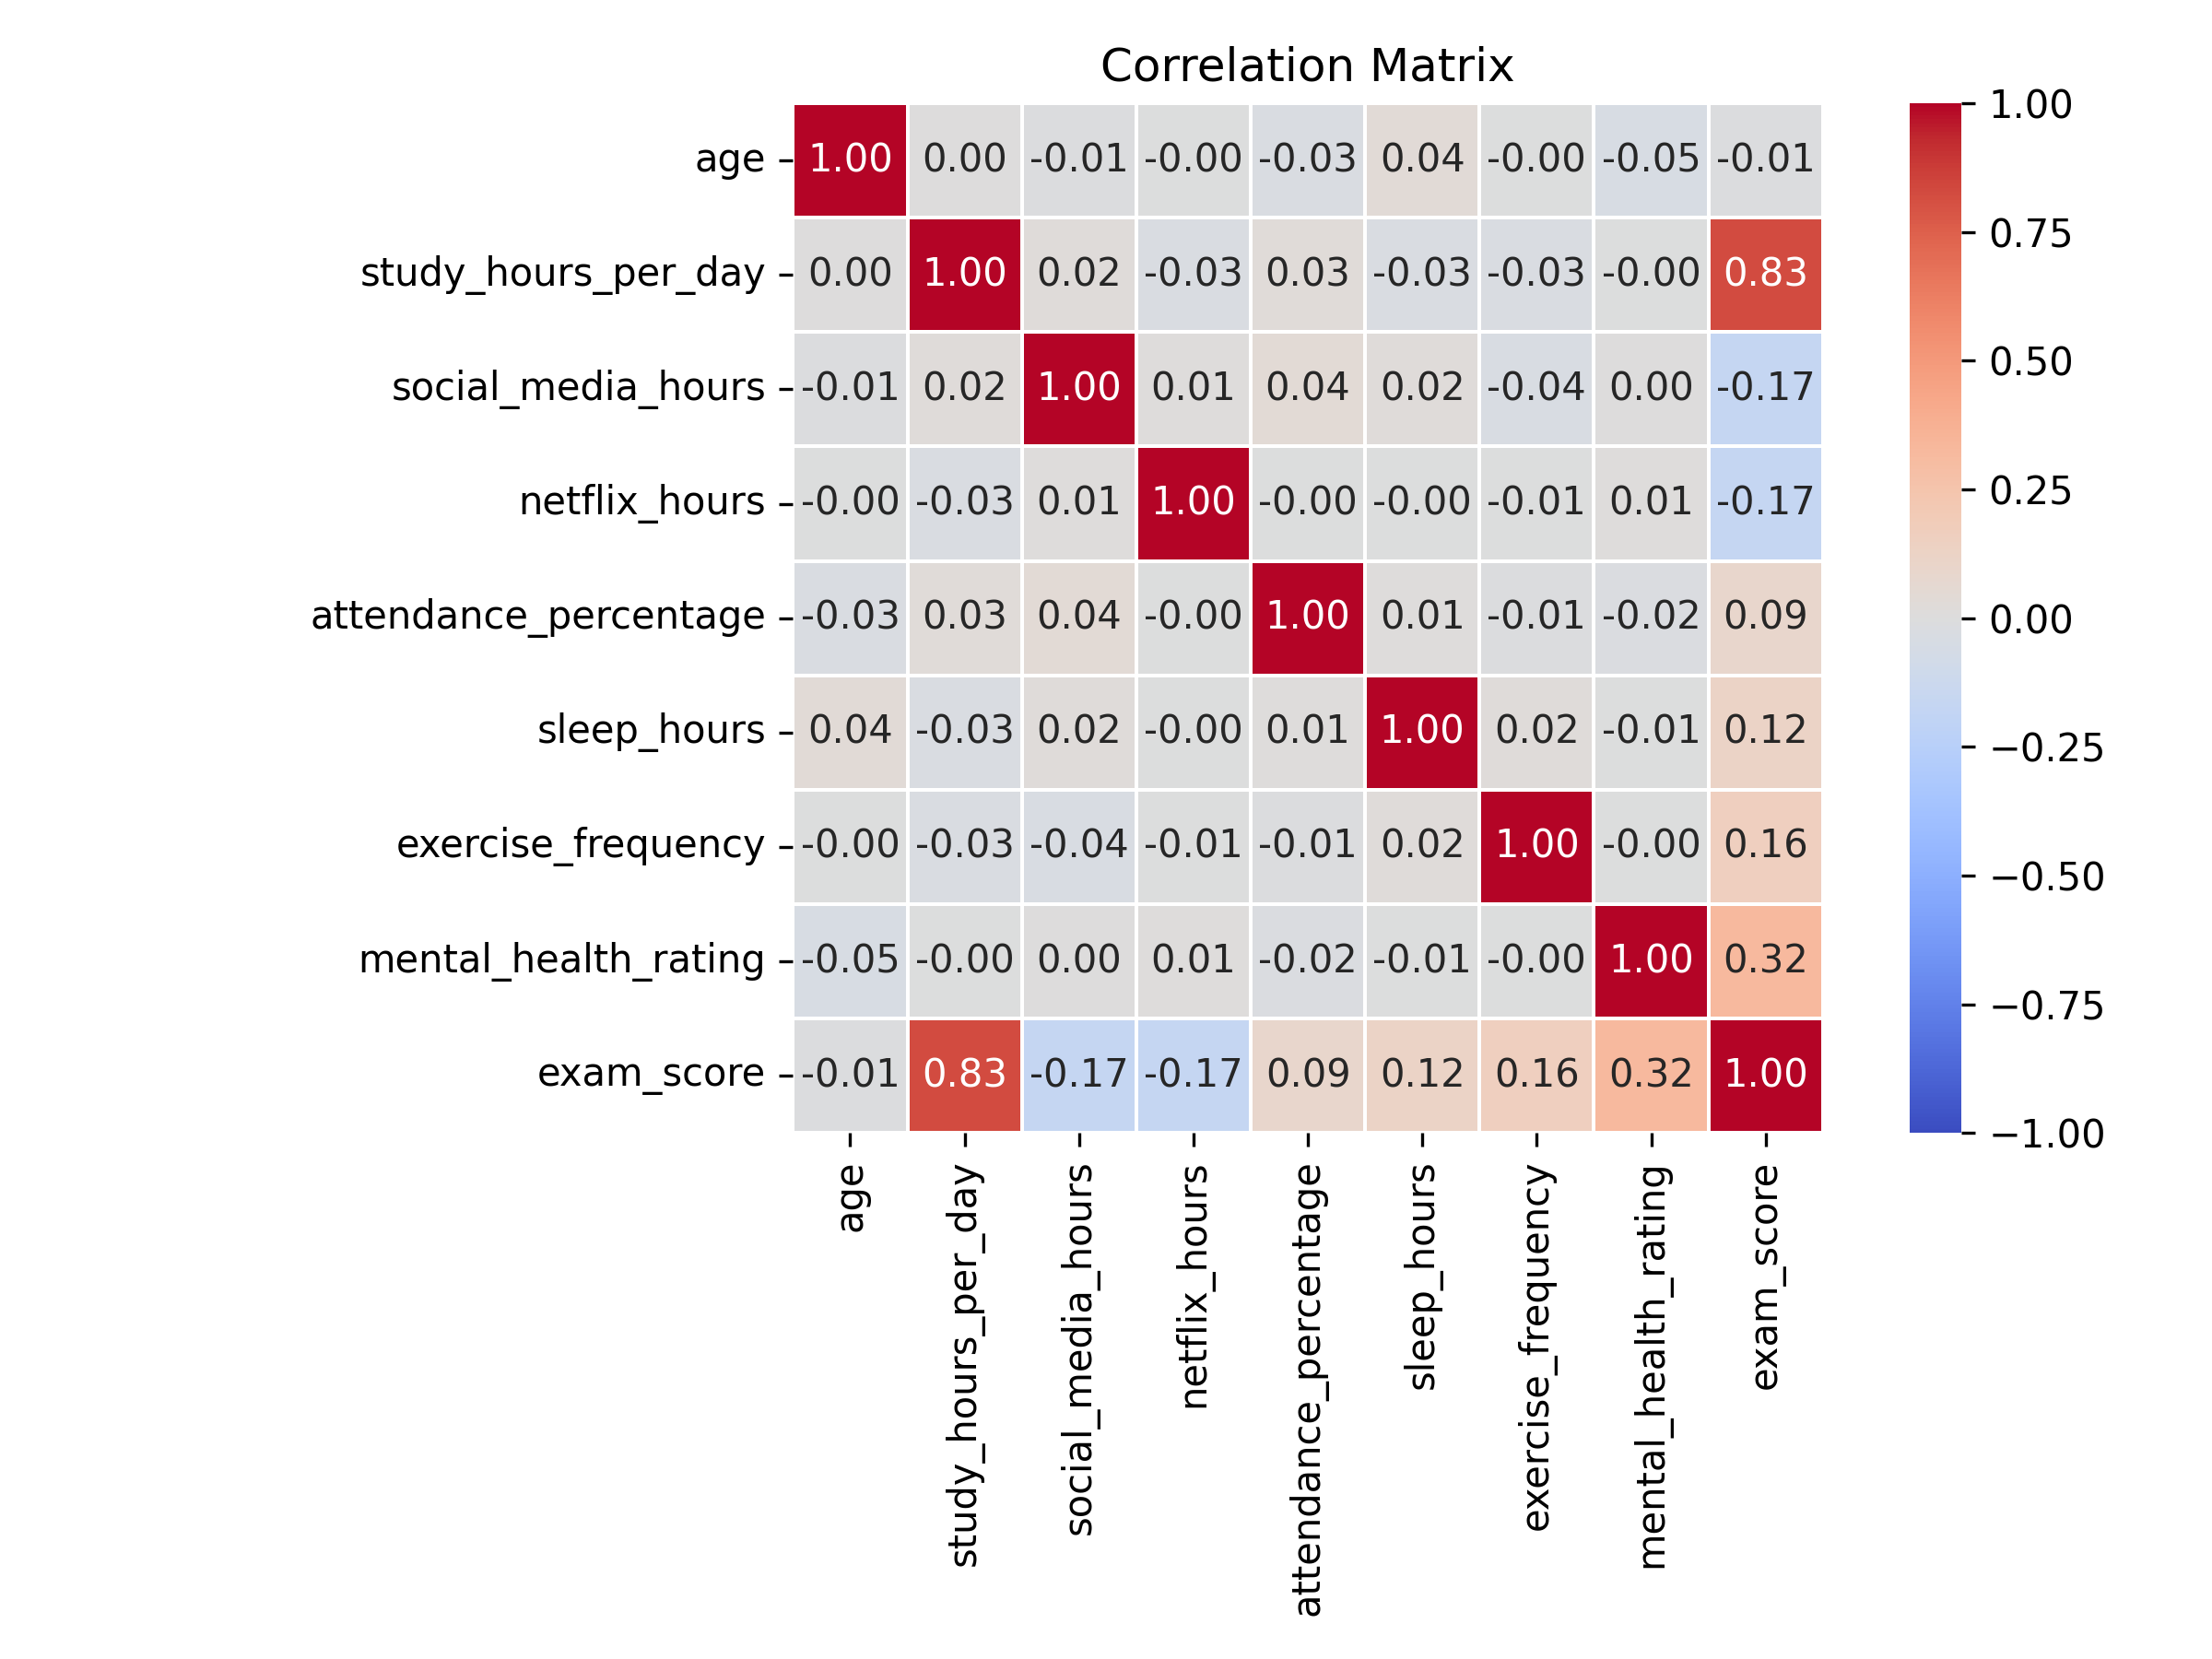 Correlation Matrix
age 1.00 0.00 -0.01 -0.00 -0.03 0.04 -0.00 -0.05 -0.01
study_hours_per_day 0.00 1.00 0.02 -0.03 0.03 -0.03 -0.03 -0.00 0.83
social_media_hours -0.01 0.02 1.00 0.01 0.04 0.02 -0.04 0.00 -0.17
netflix_hours -0.00 -0.03 0.01 1.00 -0.00 -0.00 -0.01 0.01 -0.17
attendance_percentage -0.03 0.03 0.04 -0.00 1.00 0.01 -0.01 -0.02 0.09
sleep_hours 0.04 -0.03 0.02 -0.00 0.01 1.00 0.02 -0.01 0.12
exercise_frequency -0.00 -0.03 -0.04 -0.01 -0.01 0.02 1.00 -0.00 0.16
mental_health_rating -0.05 -0.00 0.00 0.01 -0.02 -0.01 -0.00 1.00 0.32
exam_score -0.01 0.83 -0.17 -0.17 0.09 0.12 0.16 0.32 1.00
age
study_hours_per_day
social_media_hours
netflix_hours
attendance_percentage
sleep_hours
exercise_frequency
mental_health_rating
exam_score
1.00
0.75
0.50
0.25
0.00
−0.25
−0.50
−0.75
−1.00